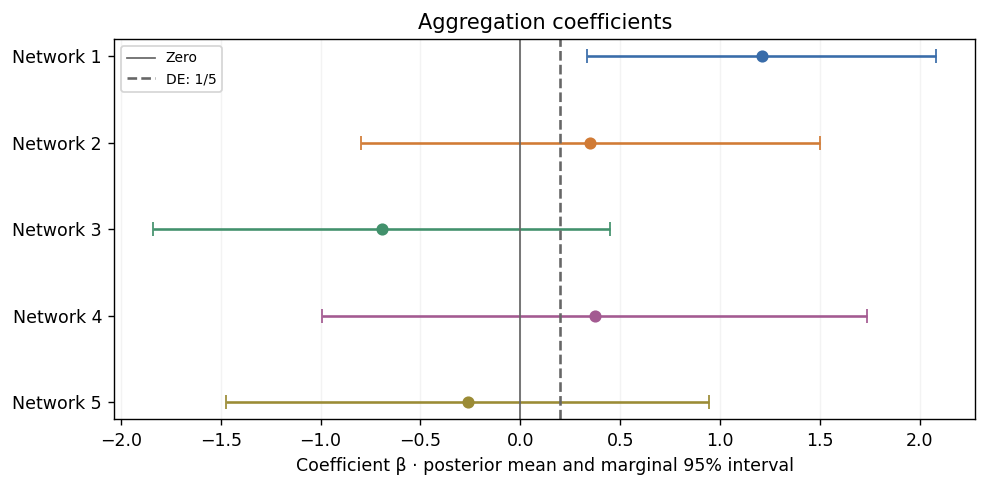 Aggregation coefficients
Zero
DE: 1/5
Network 1
Network 2
Network 3
Network 4
Network 5
−2.0 −1.5 −1.0 −0.5 0.0 0.5 1.0 1.5 2.0
Coefficient β · posterior mean and marginal 95% interval